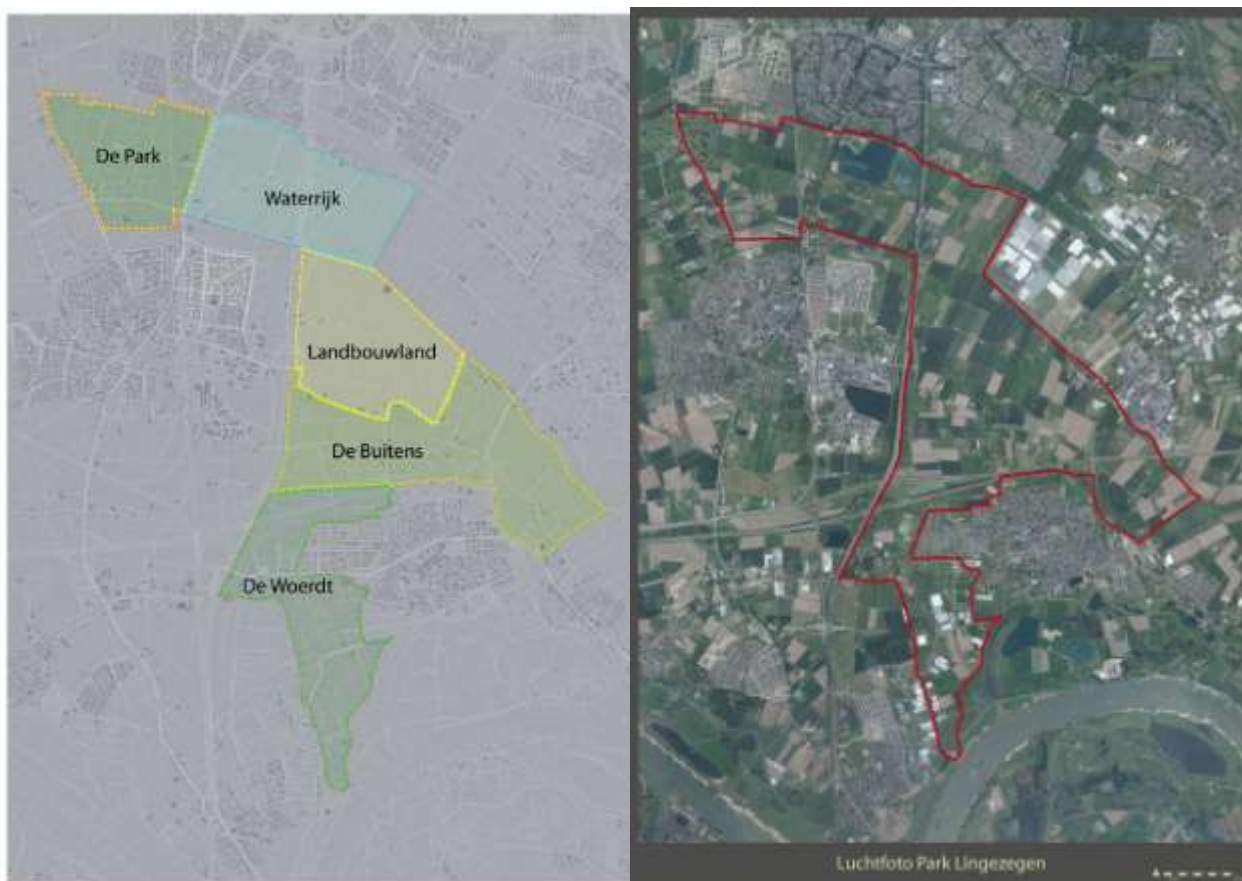 De Park
Waterrijk
Landbouwland
De Buitens
De Woerdt
Luchtfoto Park Lingezegen